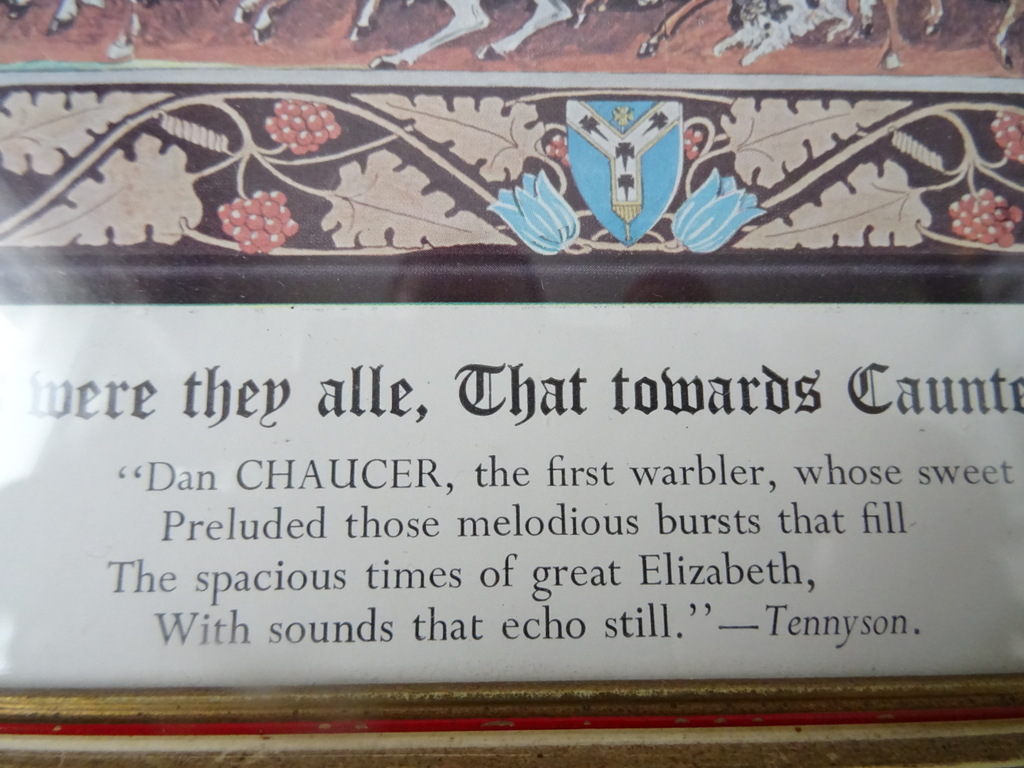 were they alle, That towards Caunte
“Dan CHAUCER, the first warbler, whose sweet
Preluded those melodious bursts that fill
The spacious times of great Elizabeth,
With sounds that echo still.”—Tennyson.